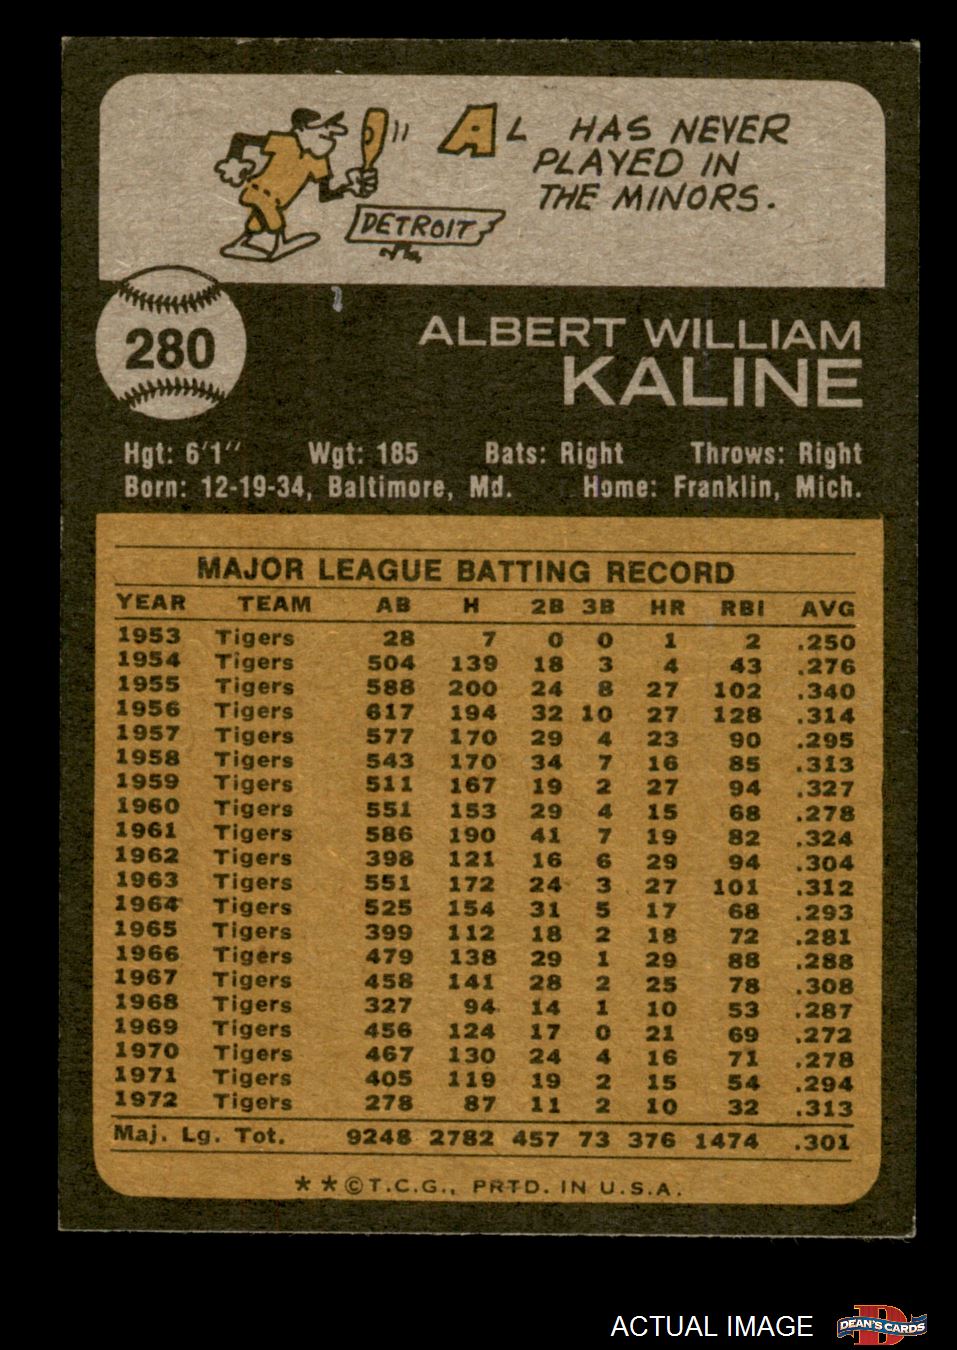 AL HAS NEVER
PLAYED IN
THE MINORS.
DETROIT
280
ALBERT WILLIAM
KALINE
Hgt: 6'1" Wgt: 185 Bats: Right Throws: Right
Born: 12-19-34, Baltimore, Md. Home: Franklin, Mich.
MAJOR LEAGUE BATTING RECORD
YEAR TEAM AB H 2B 3B HR RBI AVG
1953 Tigers 28 7 0 0 1 2 .250
1954 Tigers 504 139 18 3 4 43 .276
1955 Tigers 588 200 24 8 27 102 .340
1956 Tigers 617 194 32 10 27 128 .314
1957 Tigers 577 170 29 4 23 90 .295
1958 Tigers 543 170 34 7 16 85 .313
1959 Tigers 511 167 19 2 27 94 .327
1960 Tigers 551 153 29 4 15 68 .278
1961 Tigers 586 190 41 7 19 82 .324
1962 Tigers 398 121 16 6 29 94 .304
1963 Tigers 551 172 24 3 27 101 .312
1964 Tigers 525 154 31 5 17 68 .293
1965 Tigers 399 112 18 2 18 72 .281
1966 Tigers 479 138 29 1 29 88 .288
1967 Tigers 458 141 28 2 25 78 .308
1968 Tigers 327 94 14 1 10 53 .287
1969 Tigers 456 124 17 0 21 69 .272
1970 Tigers 467 130 24 4 16 71 .278
1971 Tigers 405 119 19 2 15 54 .294
1972 Tigers 278 87 11 2 10 32 .313
Maj. Lg. Tot. 9248 2782 457 73 376 1474 .301
* * © T.C.G., PRTD. IN U.S.A.
ACTUAL IMAGE
D
DEAN'S CARDS